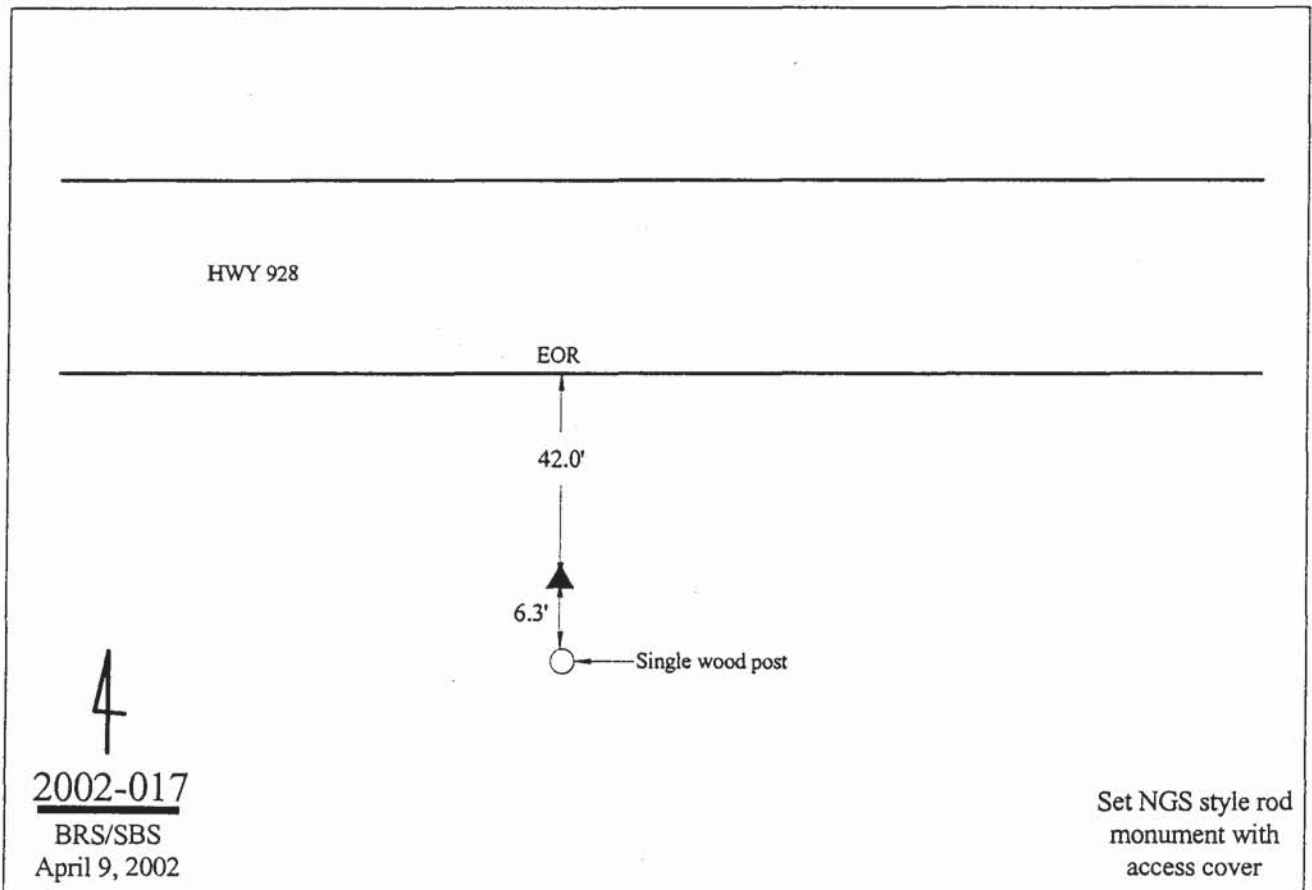 HWY 928
EOR
42.0'
6.3'
Single wood post
2002-017
BRS/SBS
April 9, 2002
Set NGS style rod
monument with
access cover